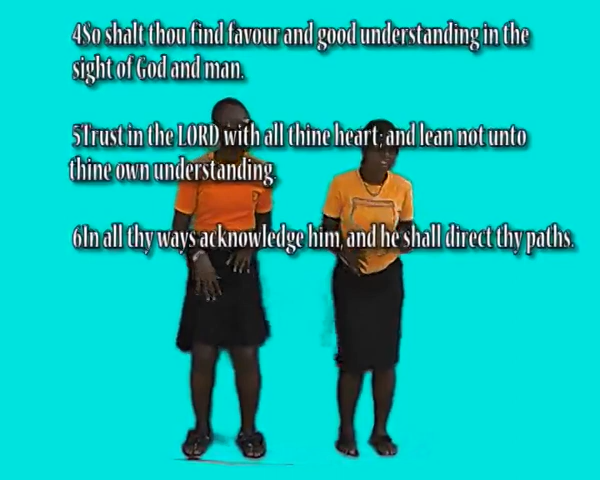 4So shalt thou find favour and good understanding in the
sight of God and man.
5Trust in the LORD with all thine heart; and lean not unto
thine own understanding.
6In all thy ways acknowledge him, and he shall direct thy paths.